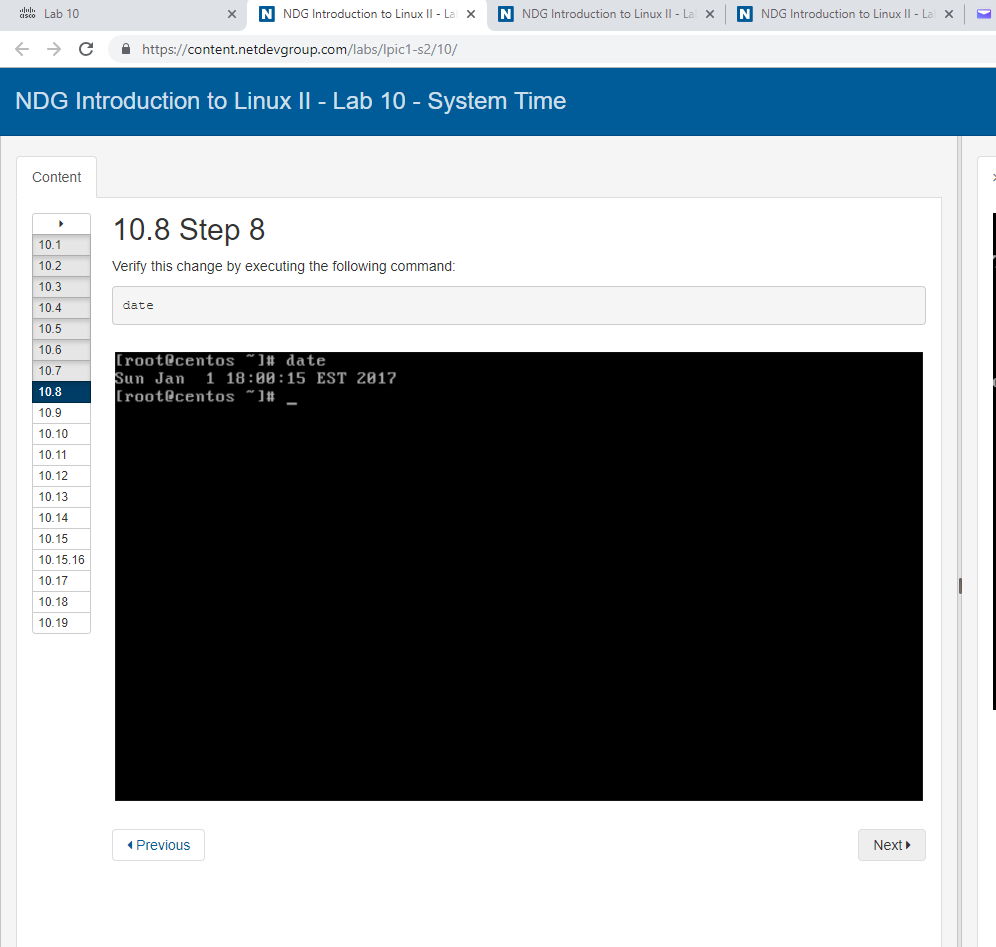 Lab 10
NDG Introduction to Linux II - La
NDG Introduction to Linux II - La
NDG Introduction to Linux II - La
https://content.netdevgroup.com/labs/lpic1-s2/10/
NDG Introduction to Linux II - Lab 10 - System Time
Content
10.1
10.2
10.3
10.4
10.5
10.6
10.7
10.8
10.9
10.10
10.11
10.12
10.13
10.14
10.15
10.15.16
10.17
10.18
10.19
10.8 Step 8
Verify this change by executing the following command:
date
[root@centos ~]# date
Sun Jan  1 18:00:15 EST 2017
[root@centos ~]# _
Previous
Next